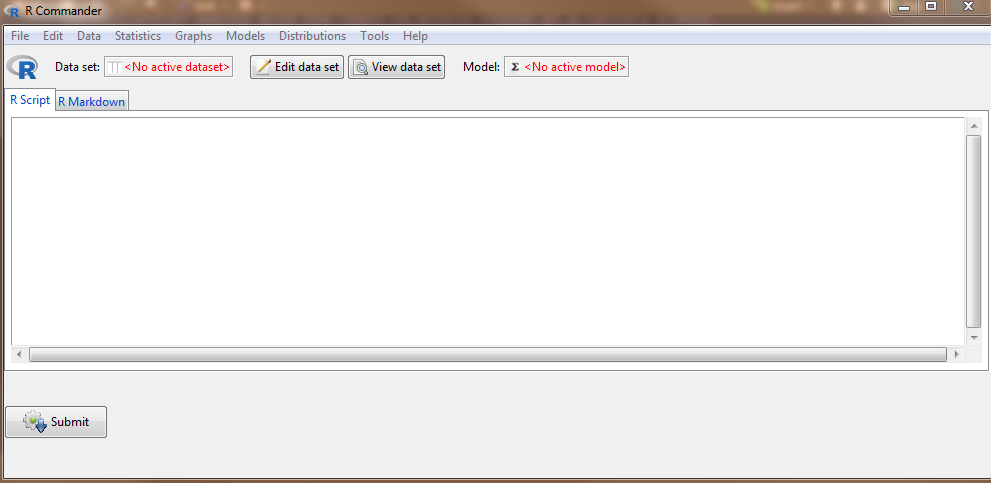 R Commander
File Edit Data Statistics Graphs Models Distributions Tools Help
R Data set: <No active dataset> Edit data set View data set Model: Σ <No active model>
R Script R Markdown
Submit